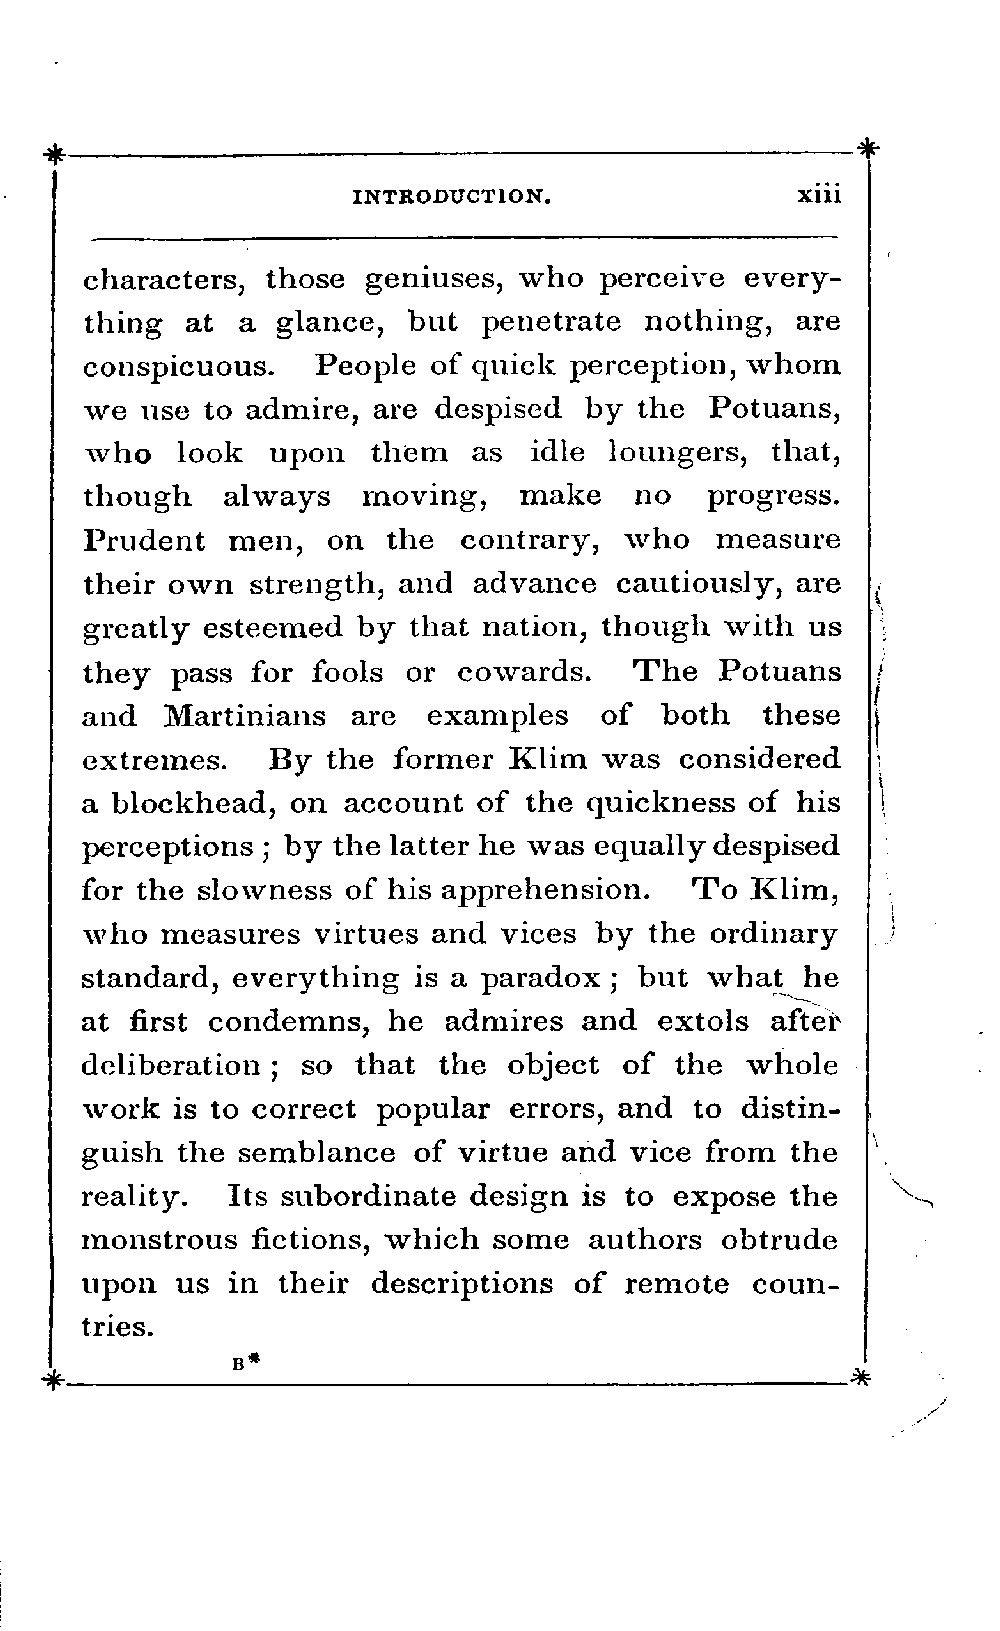 INTRODUCTION. xiii
characters, those geniuses, who perceive every-
thing at a glance, but penetrate nothing, are
conspicuous. People of quick perception, whom
we use to admire, are despised by the Potuans,
who look upon them as idle loungers, that,
though always moving, make no progress.
Prudent men, on the contrary, who measure
their own strength, and advance cautiously, are
greatly esteemed by that nation, though with us
they pass for fools or cowards. The Potuans
and Martinians are examples of both these
extremes. By the former Klim was considered
a blockhead, on account of the quickness of his
perceptions ; by the latter he was equally despised
for the slowness of his apprehension. To Klim,
who measures virtues and vices by the ordinary
standard, everything is a paradox ; but what he
at first condemns, he admires and extols after
deliberation ; so that the object of the whole
work is to correct popular errors, and to distin-
guish the semblance of virtue and vice from the
reality. Its subordinate design is to expose the
monstrous fictions, which some authors obtrude
upon us in their descriptions of remote coun-
tries.
B*